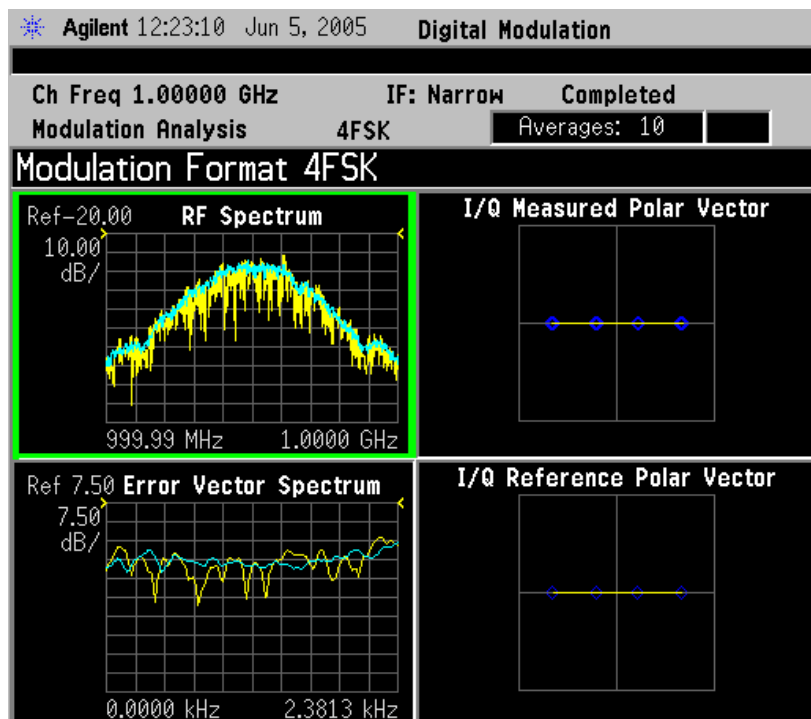 Agilent 12:23:10 Jun 5, 2005 Digital Modulation
Ch Freq 1.00000 GHz IF: Narrow Completed
Modulation Analysis 4FSK Averages: 10
Modulation Format 4FSK
Ref-20.00 RF Spectrum
10.00
dB/
999.99 MHz 1.0000 GHz
I/Q Measured Polar Vector
Ref 7.50 Error Vector Spectrum
7.50
dB/
0.0000 kHz 2.3813 kHz
I/Q Reference Polar Vector